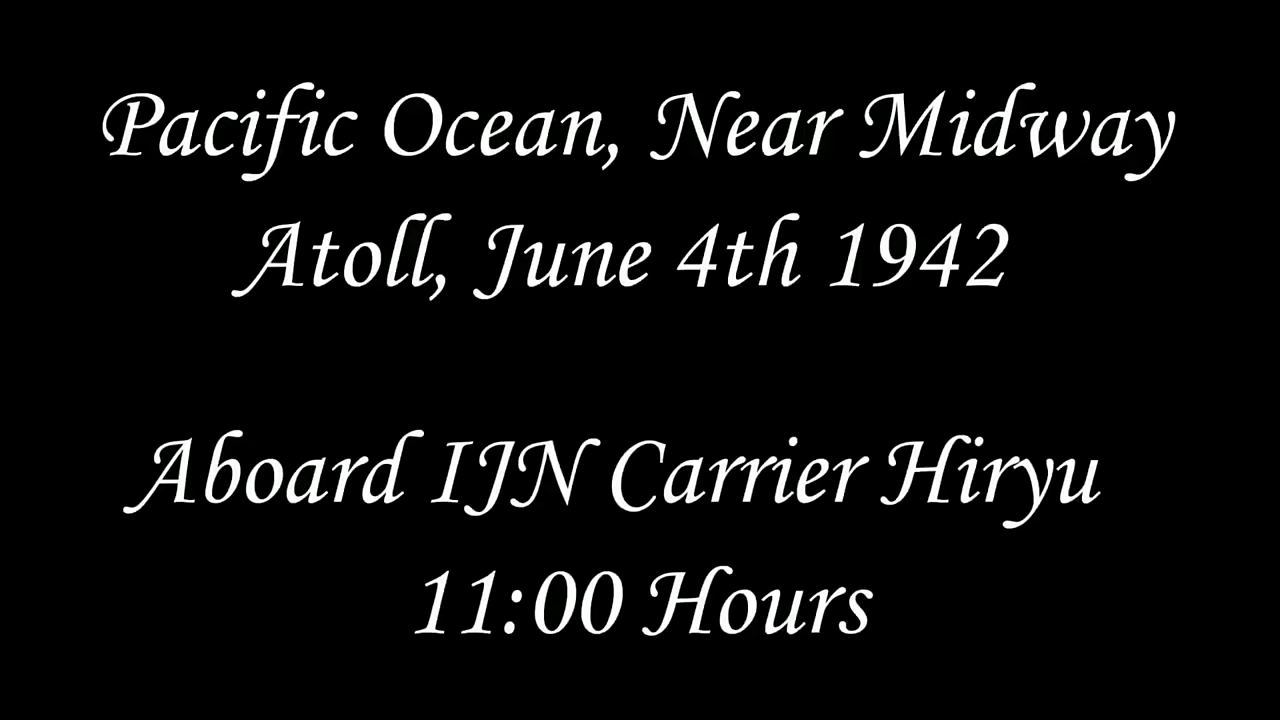 Pacific Ocean, Near Midway
Atoll, June 4th 1942
Aboard IJN Carrier Hiryu
11:00 Hours